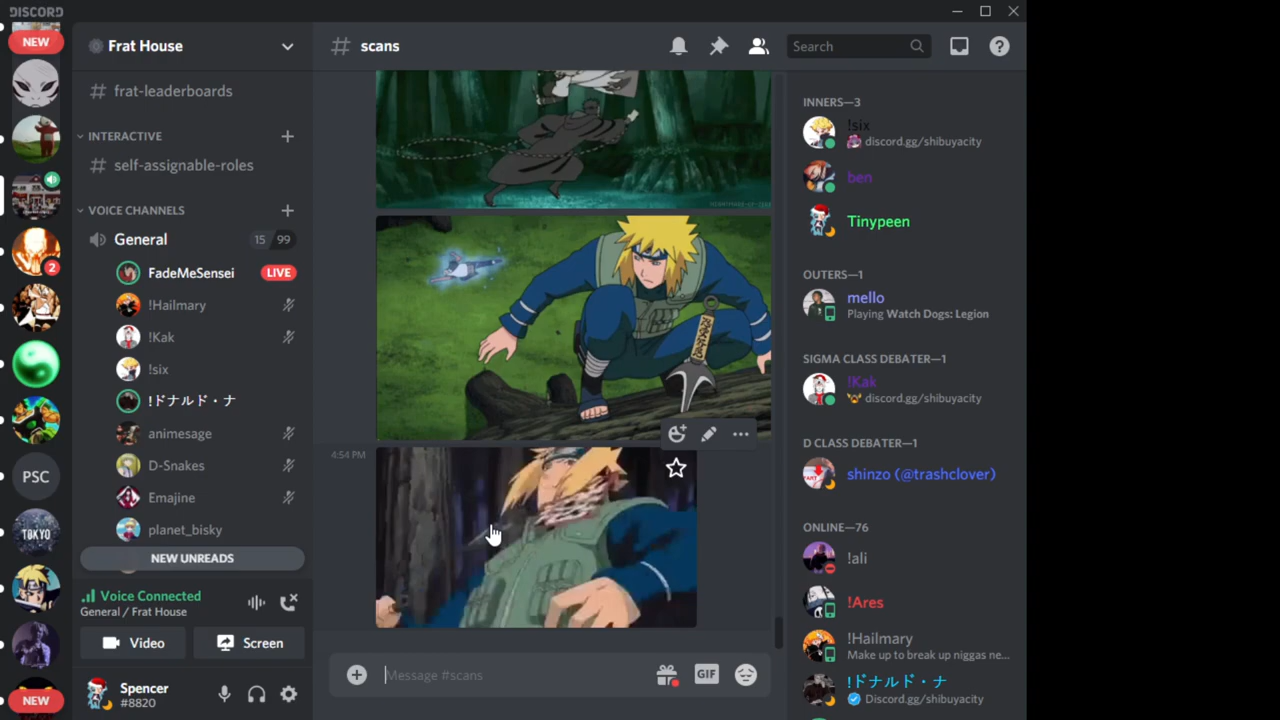 DISCORD
NEW
2
PSC
TOKYO
NEW
Frat House
frat-leaderboards
INTERACTIVE
self-assignable-roles
VOICE CHANNELS
General
15 99
FadeMeSensei LIVE
!Hailmary
!Kak
!six
!ドナルド・ナ
animesage
D-Snakes
Emajine
planet_bisky
NEW UNREADS
Voice Connected
General / Frat House
Video
Screen
Spencer
#8820
# scans
Search
4:54 PM
Message #scans
GIF
INNERS—3
!six
discord.gg/shibuyacity
ben
Tinypeen
OUTERS—1
mello
Playing Watch Dogs: Legion
SIGMA CLASS DEBATER—1
!Kak
discord.gg/shibuyacity
D CLASS DEBATER—1
shinzo (@trashclover)
ONLINE—76
!ali
!Ares
!Hailmary
Make up to break up niggas ne...
!ドナルド・ナ
Discord.gg/shibuyacity